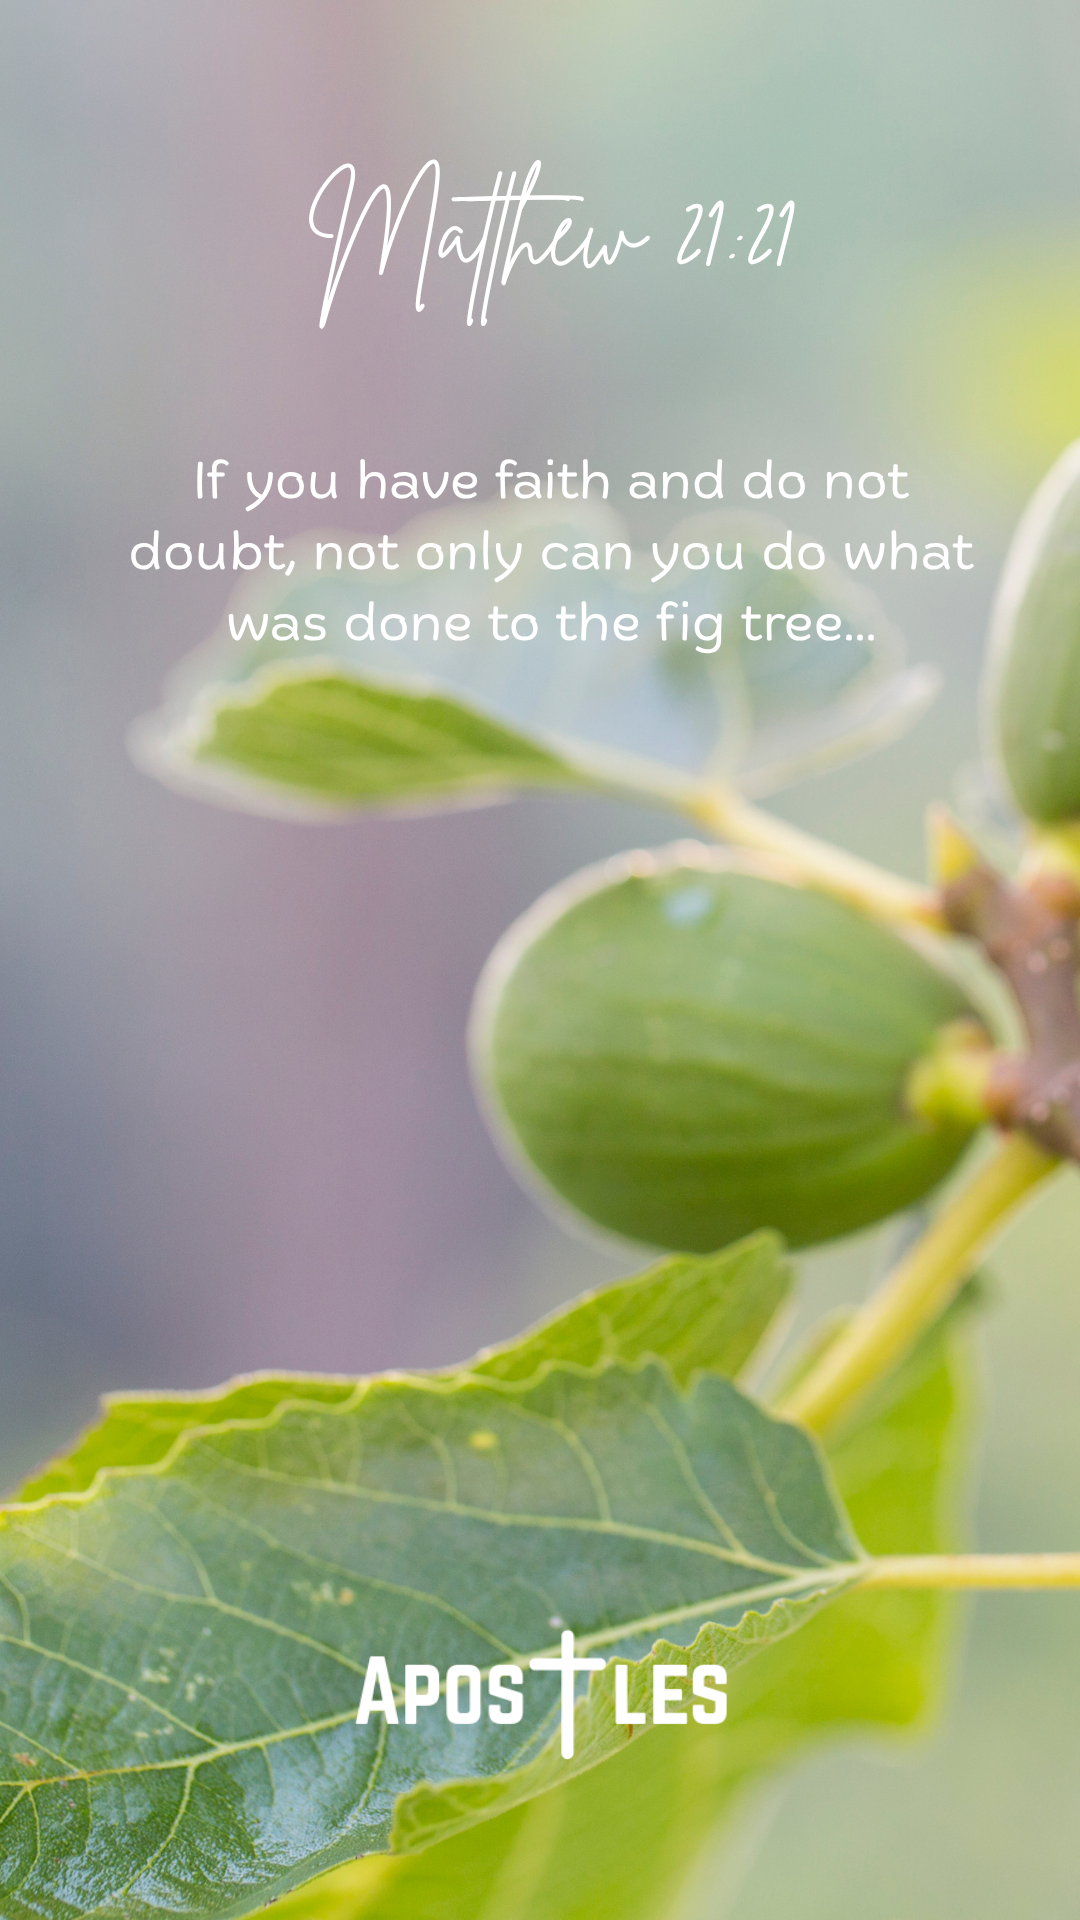 Matthew 21:21
If you have faith and do not
doubt, not only can you do what
was done to the fig tree...
APOSTLES